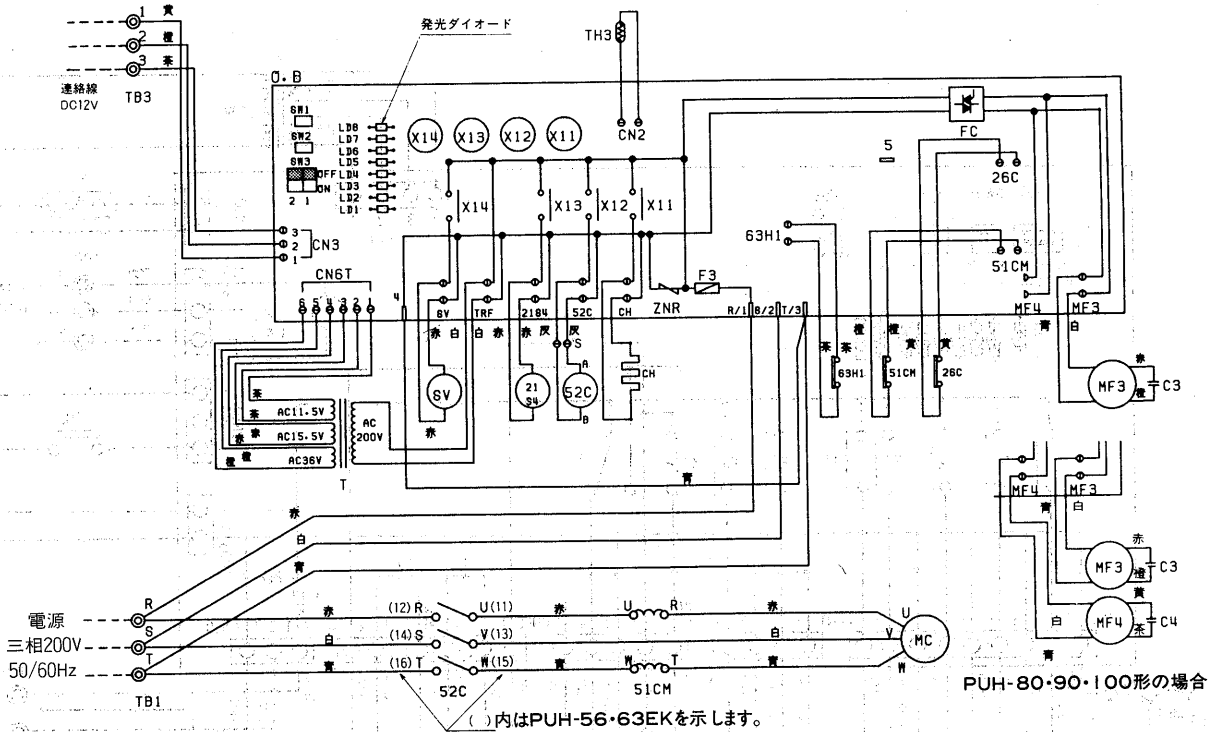 1 黄
2 橙
3 茶
連絡線
DC12V
TB3
発光ダイオード
TH3
O.B
SW1
SW2
SW3
OFF
ON
2 1
LD8
LD7
LD6
LD5
LD4
LD3
LD2
LD1
X14 X13 X12 X11
CN2
FC
5
26C
X14 X13 X12 X11
3
2
1
CN3
63H1
51CM
CN6T
6 5 4 3 2 1
4
F3
ZNR
SV TRF 21S4 52C CH
R/1 S/2 T/3
MF4 MF3
赤 白 白 赤 赤 灰 灰
S
青 白
茶 茶 橙 橙 黄 黄
63H1 51CM 26C
SV
21
S4
A
52C
B
CH
赤
MF3
橙
赤
C3
茶
茶
AC11.5V
赤
赤
AC15.5V
橙
橙
AC36V
AC
200V
T
青
MF4 MF3
青 白
赤
MF3
橙
C3
黄
MF4
茶
C4
白
青
赤
白
青
電源
三相200V
50/60Hz
R
S
T
TB1
赤 (12) R U (11) 赤 U R 赤 U
白 (14) S V (13) 白 V
青 (16) T W (15) 青 W T 青 W
MC
52C
51CM
( )内はPUH-56・63EKを示します。
PUH-80・90・100形の場合